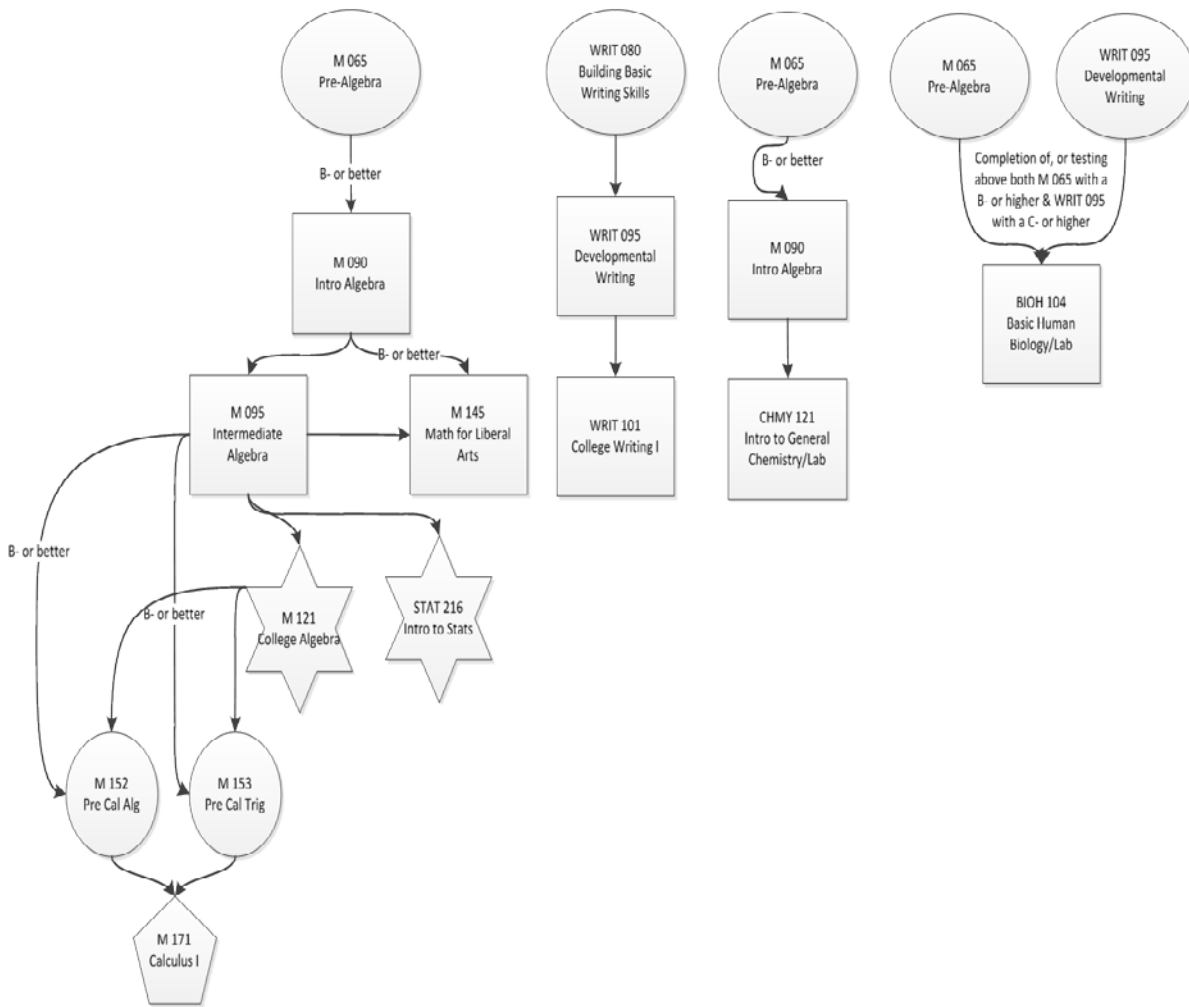 M 065
Pre-Algebra
B- or better
M 090
Intro Algebra
B- or better
M 095
Intermediate
Algebra
M 145
Math for Liberal
Arts
B- or better
B- or better
M 121
College Algebra
STAT 216
Intro to Stats
M 152
Pre Cal Alg
M 153
Pre Cal Trig
M 171
Calculus I
WRIT 080
Building Basic
Writing Skills
WRIT 095
Developmental
Writing
WRIT 101
College Writing I
M 065
Pre-Algebra
B- or better
M 090
Intro Algebra
CHMY 121
Intro to General
Chemistry/Lab
M 065
Pre-Algebra
WRIT 095
Developmental
Writing
Completion of, or testing
above both M 065 with a
B- or higher & WRIT 095
with a C- or higher
BIOH 104
Basic Human
Biology/Lab